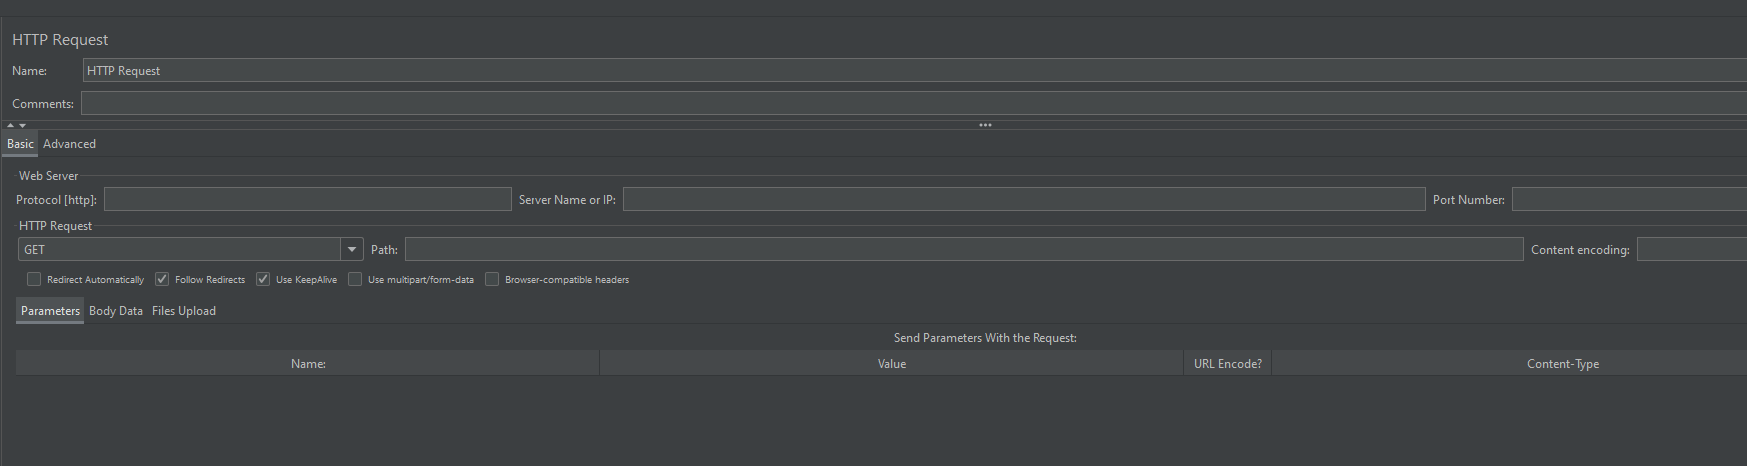 HTTP Request
Name: HTTP Request
Comments:
Basic Advanced
Web Server
Protocol [http]: Server Name or IP: Port Number:
HTTP Request
GET Path: Content encoding:
Redirect Automatically Follow Redirects Use KeepAlive Use multipart/form-data Browser-compatible headers
Parameters Body Data Files Upload
Send Parameters With the Request:
Name: Value URL Encode? Content-Type